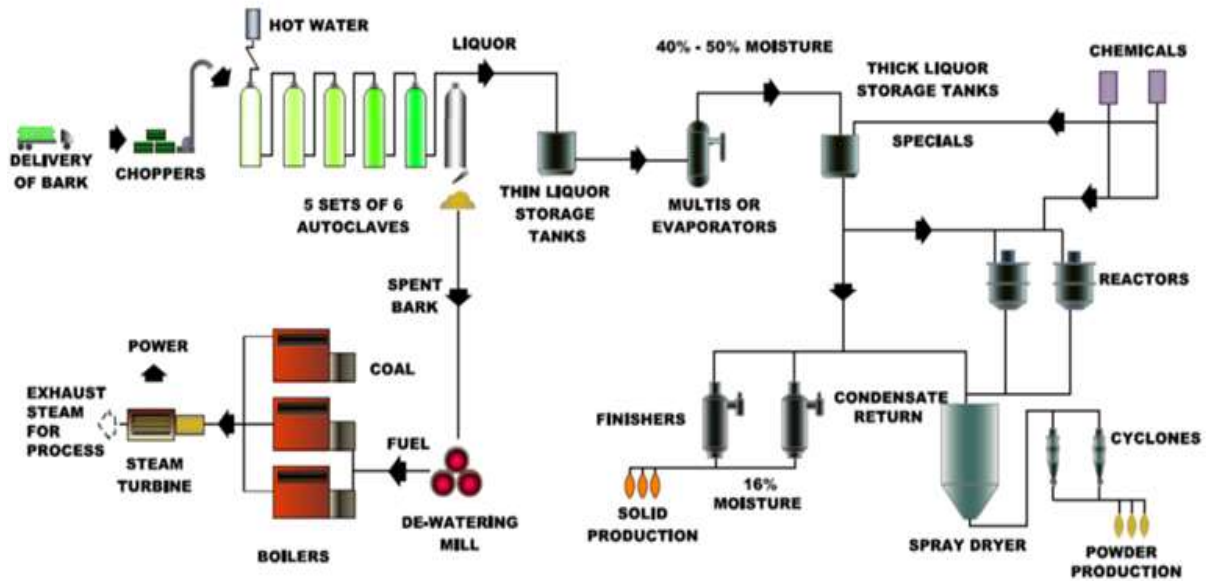 HOT WATER
LIQUOR
40% - 50% MOISTURE
CHEMICALS
THICK LIQUOR
STORAGE TANKS
SPECIALS
DELIVERY
OF BARK
CHOPPERS
5 SETS OF 6
AUTOCLAVES
THIN LIQUOR
STORAGE
TANKS
MULTIS OR
EVAPORATORS
REACTORS
SPENT
BARK
POWER
COAL
EXHAUST
STEAM
FOR
PROCESS
STEAM
TURBINE
FUEL
BOILERS
DE-WATERING
MILL
FINISHERS
CONDENSATE
RETURN
CYCLONES
16%
MOISTURE
SOLID
PRODUCTION
SPRAY DRYER
POWDER
PRODUCTION